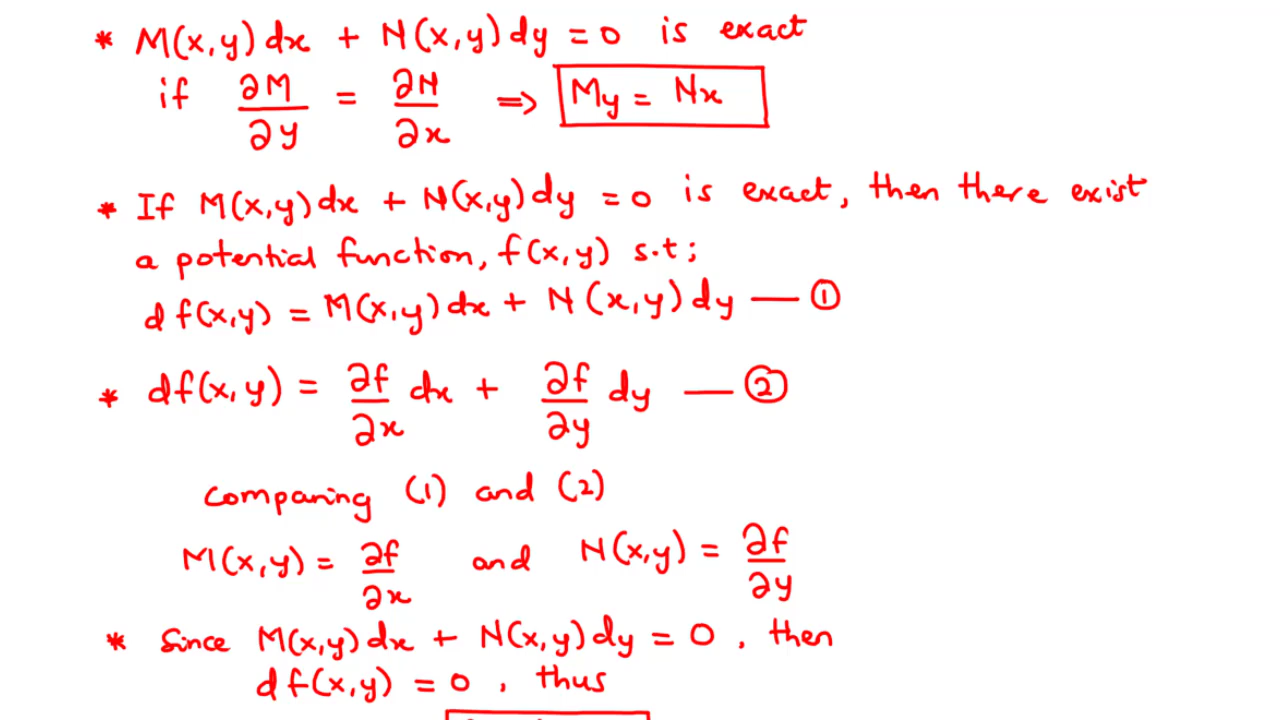 * M(x,y) dx + N(x,y) dy = 0 is exact
if ∂M/∂y = ∂N/∂x ⇒ My = Nx
* If M(x,y) dx + N(x,y) dy = 0 is exact, then there exist
a potential function, f(x,y) s.t;
df(x,y) = M(x,y) dx + N(x,y) dy — ①
* df(x,y) = ∂f/∂x dx + ∂f/∂y dy — ②
Comparing (1) and (2)
M(x,y) = ∂f/∂x and N(x,y) = ∂f/∂y
* Since M(x,y) dx + N(x,y) dy = 0, then
df(x,y) = 0, thus